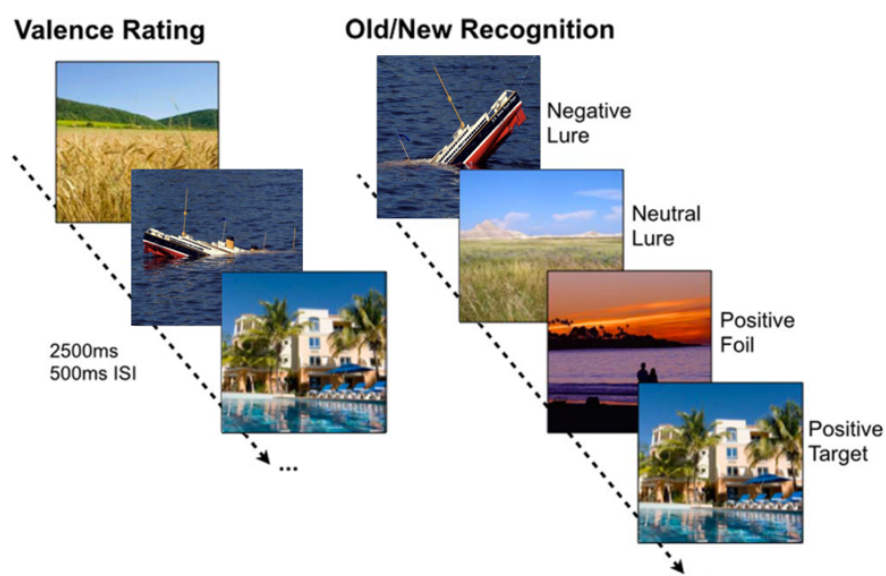 Valence Rating
Old/New Recognition
Negative
Lure
Neutral
Lure
Positive
Foil
Positive
Target
2500ms
500ms ISI
...